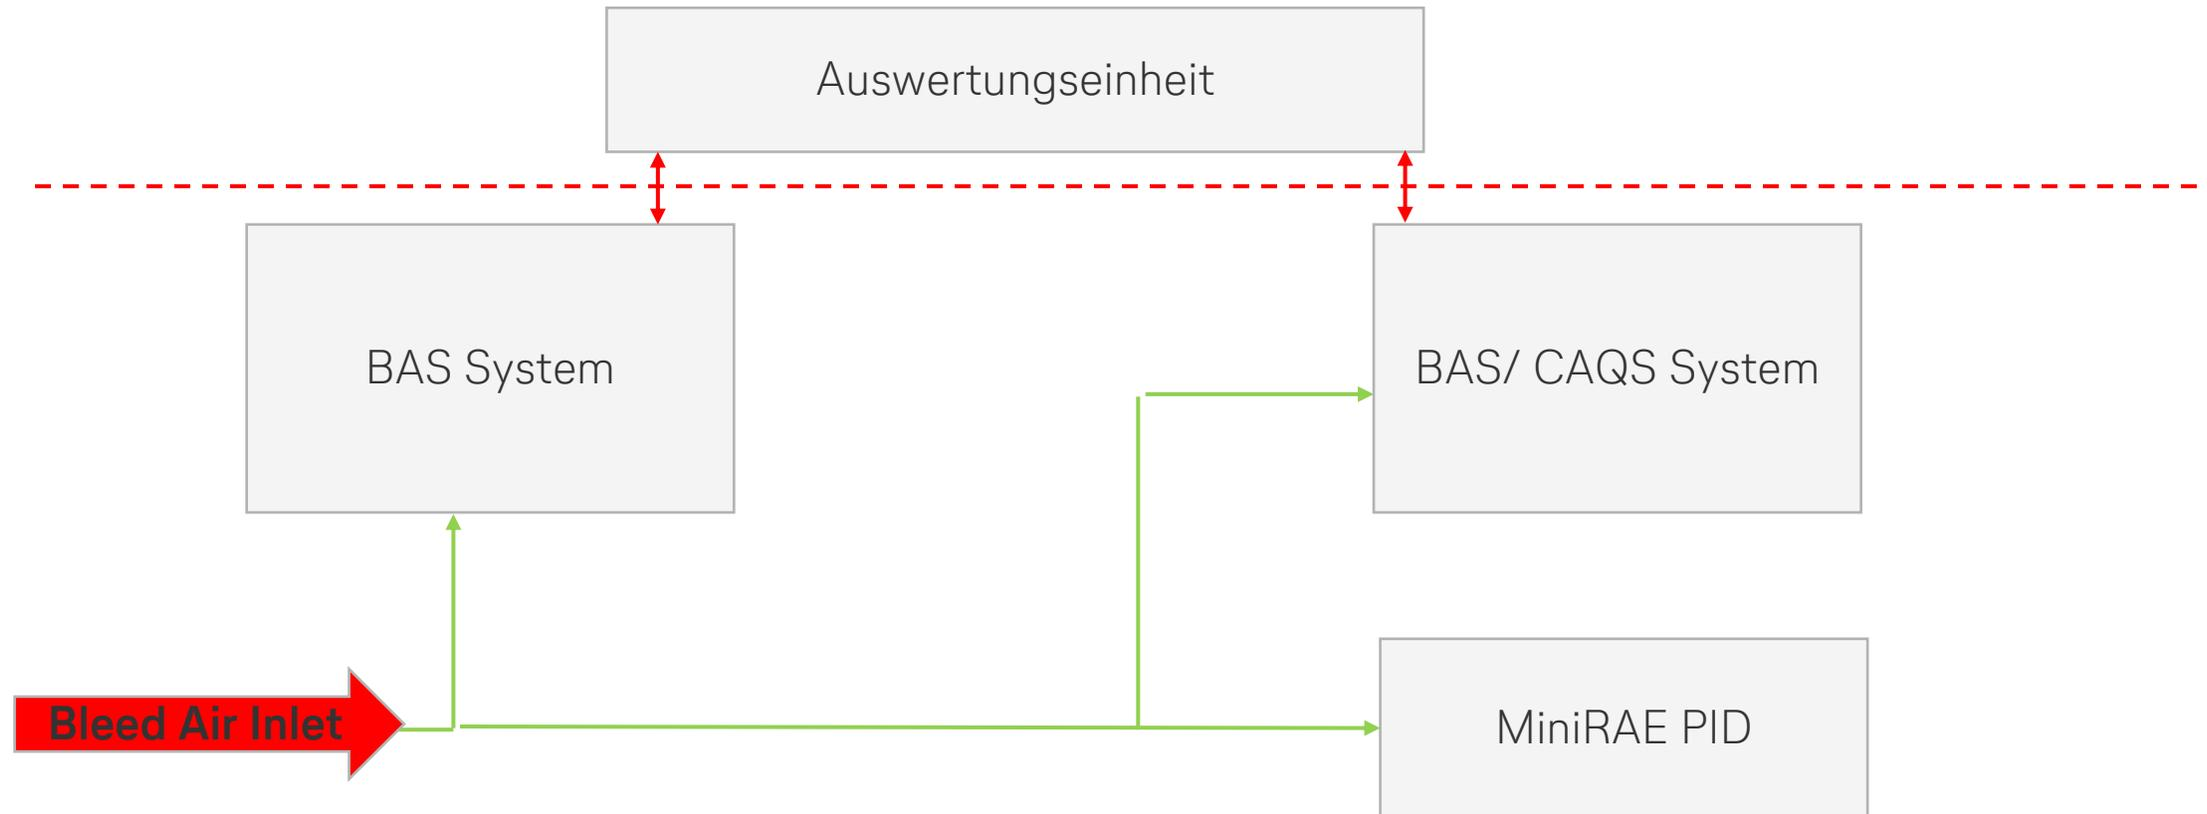 Auswertungseinheit
BAS System
BAS/ CAQS System
Bleed Air Inlet
MiniRAE PID